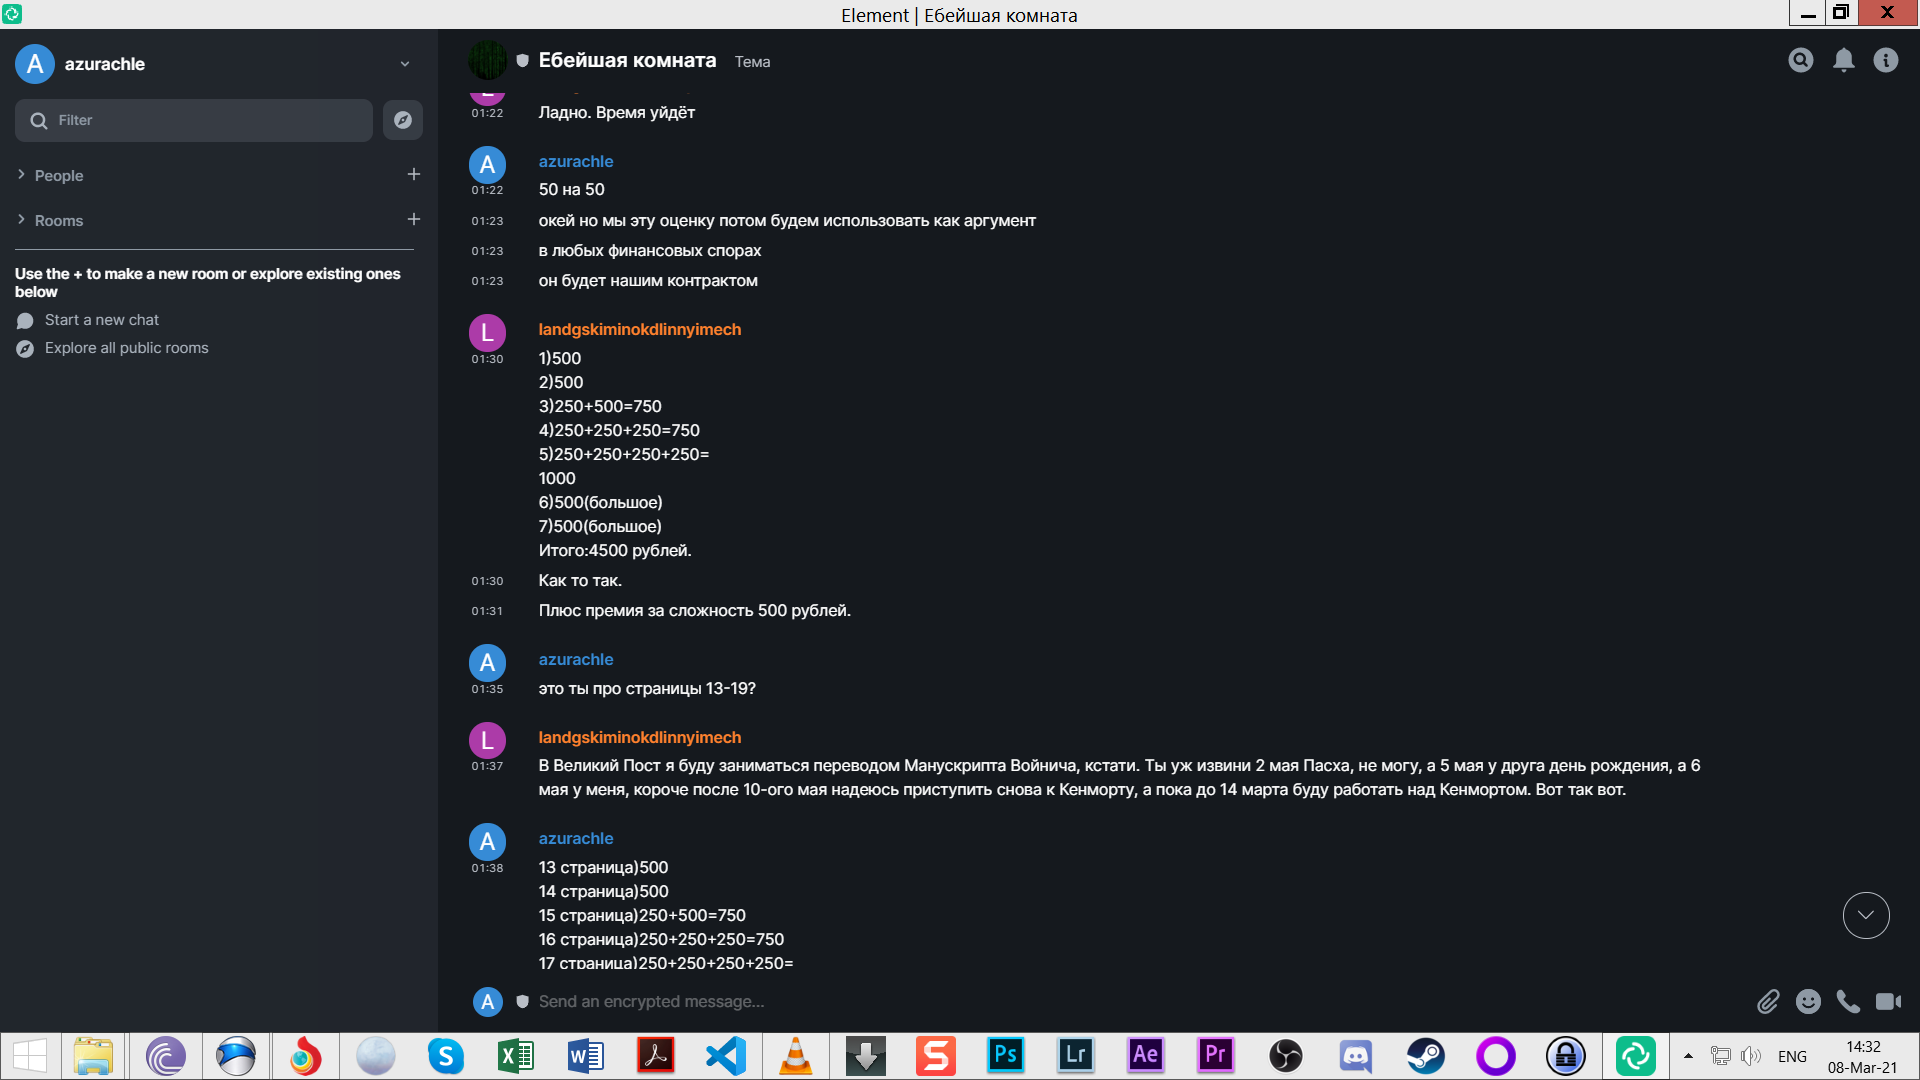 Element | Ебейшая комната
A azurachle
Filter
People
Rooms
Use the + to make a new room or explore existing ones
below
Start a new chat
Explore all public rooms
Ебейшая комната Тема
01:22 Ладно. Время уйдёт
A azurachle
01:22 50 на 50
01:23 окей но мы эту оценку потом будем использовать как аргумент
01:23 в любых финансовых спорах
01:23 он будет нашим контрактом
L landgskiminokdlinnyimech
01:30 1)500
2)500
3)250+500=750
4)250+250+250=750
5)250+250+250+250=
1000
6)500(большое)
7)500(большое)
Итого:4500 рублей.
01:30 Как то так.
01:31 Плюс премия за сложность 500 рублей.
A azurachle
01:35 это ты про страницы 13-19?
L landgskiminokdlinnyimech
01:37 В Великий Пост я буду заниматься переводом Манускрипта Войнича, кстати. Ты уж извини 2 мая Пасха, не могу, а 5 мая у друга день рождения, а 6
мая у меня, короче после 10-ого мая надеюсь приступить снова к Кенморту, а пока до 14 марта буду работать над Кенмортом. Вот так вот.
A azurachle
01:38 13 страница)500
14 страница)500
15 страница)250+500=750
16 страница)250+250+250=750
17 страница)250+250+250+250=
A Send an encrypted message...
S X W Ps Lr Ae Pr ENG 14:32
08-Mar-21